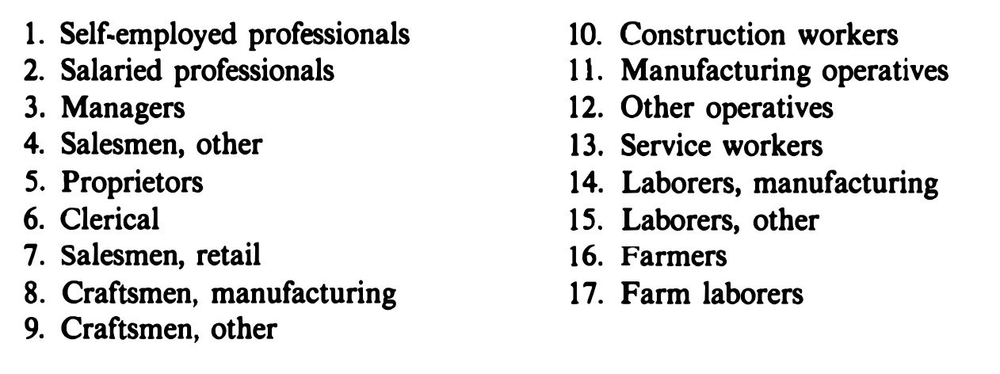 1. Self-employed professionals
2. Salaried professionals
3. Managers
4. Salesmen, other
5. Proprietors
6. Clerical
7. Salesmen, retail
8. Craftsmen, manufacturing
9. Craftsmen, other
10. Construction workers
11. Manufacturing operatives
12. Other operatives
13. Service workers
14. Laborers, manufacturing
15. Laborers, other
16. Farmers
17. Farm laborers